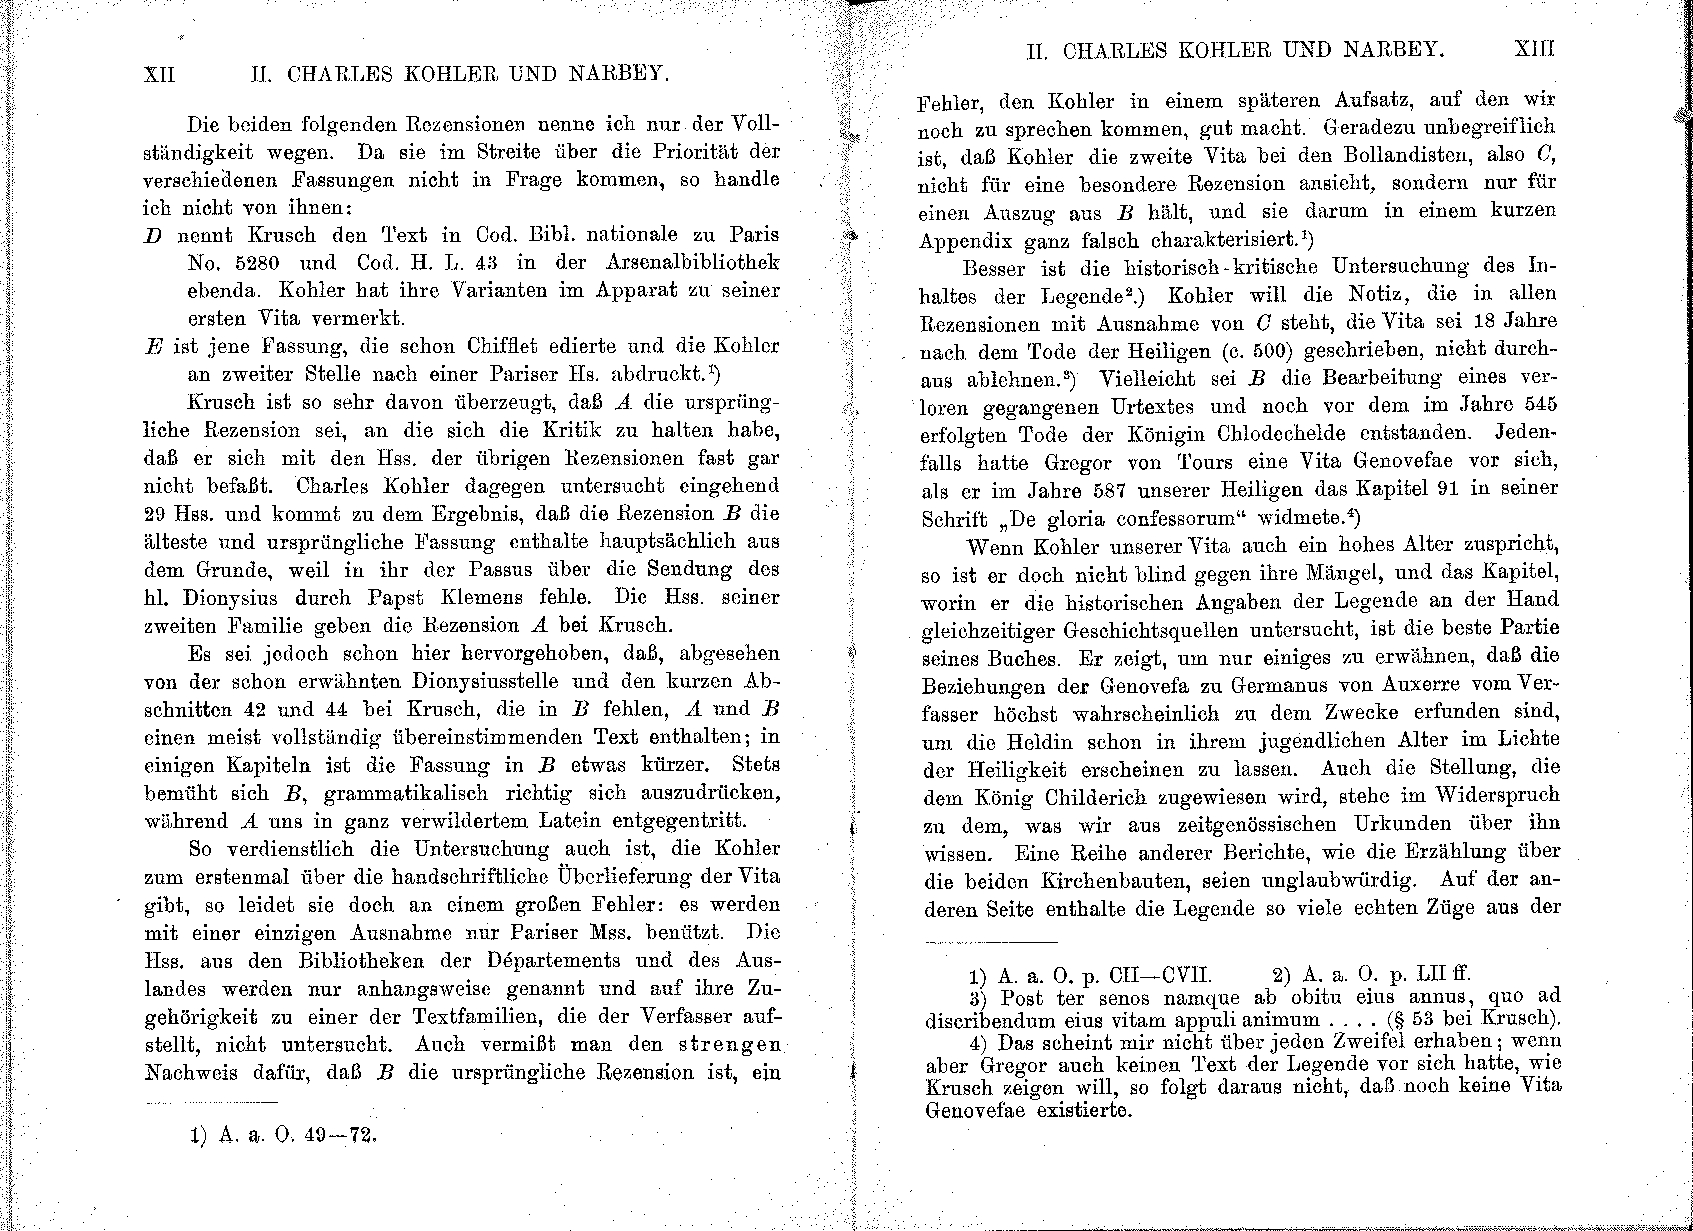 XII II. CHARLES KOHLER UND NARBEY.
Die beiden folgenden Rezensionen nenne ich nur der Voll-
ständigkeit wegen. Da sie im Streite über die Priorität der
verschiedenen Fassungen nicht in Frage kommen, so handle
ich nicht von ihnen:
D nennt Krusch den Text in Cod. Bibl. nationale zu Paris
No. 5280 und Cod. H. L. 43 in der Arsenalbibliothek
ebenda. Kohler hat ihre Varianten im Apparat zu seiner
ersten Vita vermerkt.
E ist jene Fassung, die schon Chifflet edierte und die Kohler
an zweiter Stelle nach einer Pariser Hs. abdruckt.¹)
Krusch ist so sehr davon überzeugt, daß A die ursprüng-
liche Rezension sei, an die sich die Kritik zu halten habe,
daß er sich mit den Hss. der übrigen Rezensionen fast gar
nicht befaßt. Charles Kohler dagegen untersucht eingehend
29 Hss. und kommt zu dem Ergebnis, daß die Rezension B die
älteste und ursprüngliche Fassung enthalte hauptsächlich aus
dem Grunde, weil in ihr der Passus über die Sendung des
hl. Dionysius durch Papst Klemens fehle. Die Hss. seiner
zweiten Familie geben die Rezension A bei Krusch.
Es sei jedoch schon hier hervorgehoben, daß, abgesehen
von der schon erwähnten Dionysiusstelle und den kurzen Ab-
schnitten 42 und 44 bei Krusch, die in B fehlen, A und B
einen meist vollständig übereinstimmenden Text enthalten; in
einigen Kapiteln ist die Fassung in B etwas kürzer. Stets
bemüht sich B, grammatikalisch richtig sich auszudrücken,
während A uns in ganz verwildertem Latein entgegentritt.
So verdienstlich die Untersuchung auch ist, die Kohler
zum erstenmal über die handschriftliche Überlieferung der Vita
gibt, so leidet sie doch an einem großen Fehler: es werden
mit einer einzigen Ausnahme nur Pariser Mss. benützt. Die
Hss. aus den Bibliotheken der Départements und des Aus-
landes werden nur anhangsweise genannt und auf ihre Zu-
gehörigkeit zu einer der Textfamilien, die der Verfasser auf-
stellt, nicht untersucht. Auch vermißt man den strengen
Nachweis dafür, daß B die ursprüngliche Rezension ist, ein
1) A. a. O. 49—72.
II. CHARLES KOHLER UND NARBEY. XIII
Fehler, den Kohler in einem späteren Aufsatz, auf den wir
noch zu sprechen kommen, gut macht. Geradezu unbegreiflich
ist, daß Kohler die zweite Vita bei den Bollandisten, also C,
nicht für eine besondere Rezension ansieht, sondern nur für
einen Auszug aus B hält, und sie darum in einem kurzen
Appendix ganz falsch charakterisiert.¹)
Besser ist die historisch-kritische Untersuchung des In-
haltes der Legende².) Kohler will die Notiz, die in allen
Rezensionen mit Ausnahme von C steht, die Vita sei 18 Jahre
nach dem Tode der Heiligen (c. 500) geschrieben, nicht durch-
aus ablehnen.³) Vielleicht sei B die Bearbeitung eines ver-
loren gegangenen Urtextes und noch vor dem im Jahre 545
erfolgten Tode der Königin Chlodechelde entstanden. Jeden-
falls hatte Gregor von Tours eine Vita Genovefae vor sich,
als er im Jahre 587 unserer Heiligen das Kapitel 91 in seiner
Schrift „De gloria confessorum“ widmete.⁴)
Wenn Kohler unserer Vita auch ein hohes Alter zuspricht,
so ist er doch nicht blind gegen ihre Mängel, und das Kapitel,
worin er die historischen Angaben der Legende an der Hand
gleichzeitiger Geschichtsquellen untersucht, ist die beste Partie
seines Buches. Er zeigt, um nur einiges zu erwähnen, daß die
Beziehungen der Genovefa zu Germanus von Auxerre vom Ver-
fasser höchst wahrscheinlich zu dem Zwecke erfunden sind,
um die Heldin schon in ihrem jugendlichen Alter im Lichte
der Heiligkeit erscheinen zu lassen. Auch die Stellung, die
dem König Childerich zugewiesen wird, stehe im Widerspruch
zu dem, was wir aus zeitgenössischen Urkunden über ihn
wissen. Eine Reihe anderer Berichte, wie die Erzählung über
die beiden Kirchenbauten, seien unglaubwürdig. Auf der an-
deren Seite enthalte die Legende so viele echten Züge aus der
1) A. a. O. p. CII—CVII. 2) A. a. O. p. LII ff.
3) Post ter senos namque ab obitu eius annus, quo ad
discribendum eius vitam appuli animum . . . . (§ 53 bei Krusch).
4) Das scheint mir nicht über jeden Zweifel erhaben; wenn
aber Gregor auch keinen Text der Legende vor sich hatte, wie
Krusch zeigen will, so folgt daraus nicht, daß noch keine Vita
Genovefae existierte.